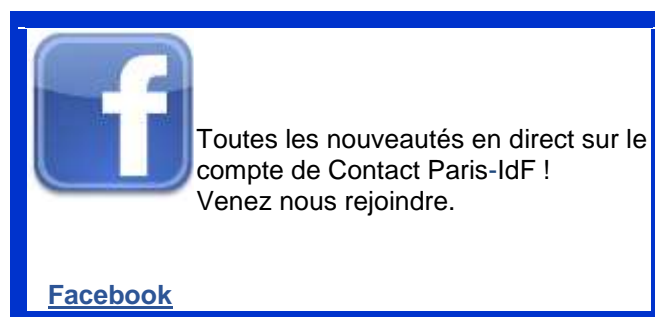 f
Toutes les nouveautés en direct sur le
compte de Contact Paris-IdF !
Venez nous rejoindre.
Facebook